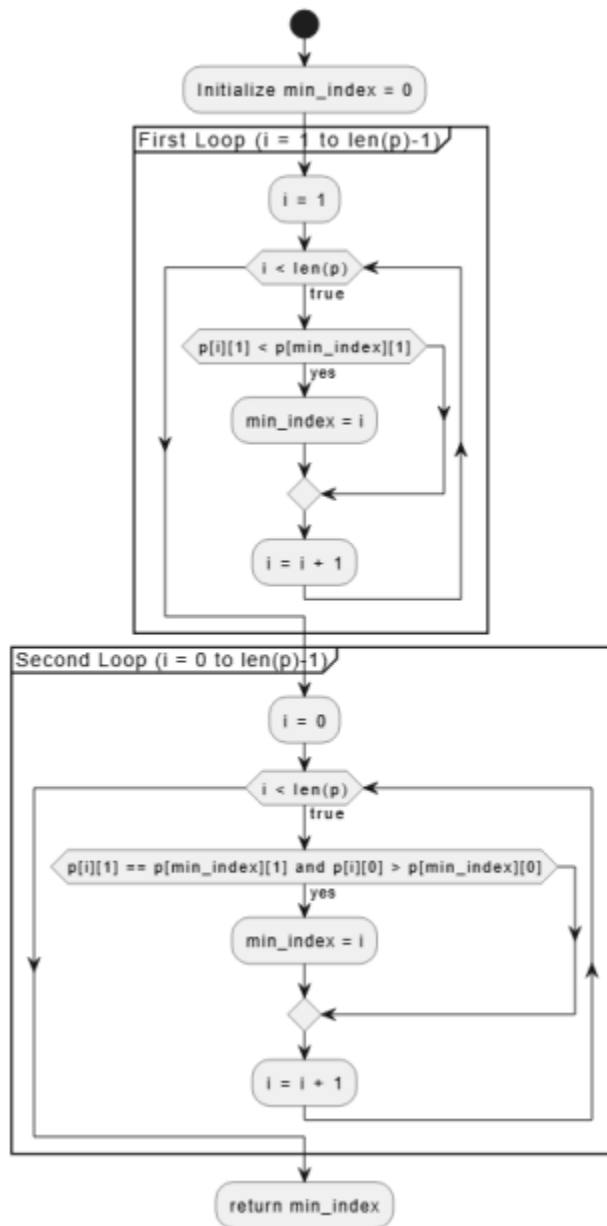 Initialize min_index = 0
First Loop (i = 1 to len(p)-1)
i = 1
i < len(p)
true
p[i][1] < p[min_index][1]
yes
min_index = i
i = i + 1
Second Loop (i = 0 to len(p)-1)
i = 0
i < len(p)
true
p[i][1] == p[min_index][1] and p[i][0] > p[min_index][0]
yes
min_index = i
i = i + 1
return min_index